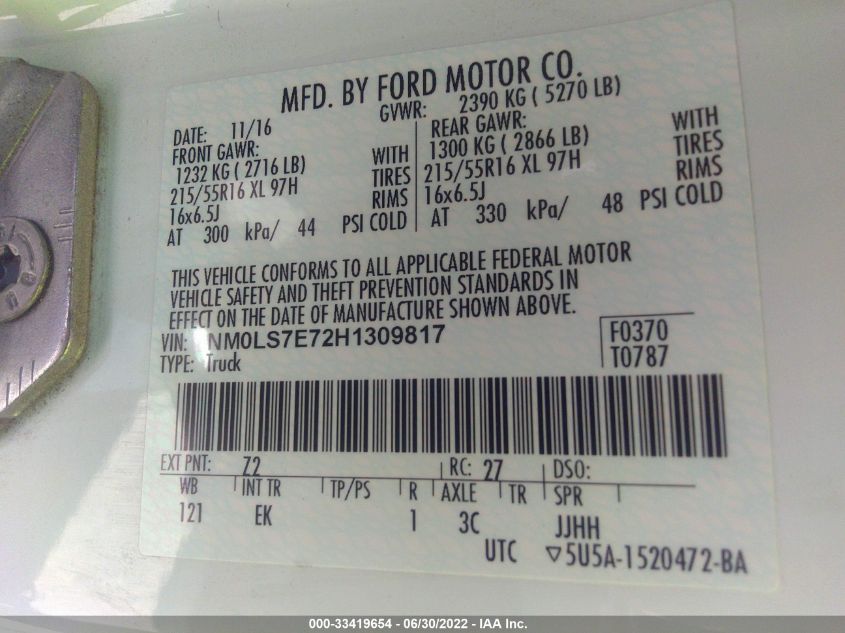 MFD. BY FORD MOTOR CO.
DATE: 11/16 GVWR: 2390 KG ( 5270 LB)
FRONT GAWR: REAR GAWR:
1232 KG ( 2716 LB) WITH 1300 KG ( 2866 LB) WITH
215/55R16 XL 97H TIRES 215/55R16 XL 97H TIRES
16x6.5J RIMS 16x6.5J RIMS
AT 300 kPa/ 44 PSI COLD AT 330 kPa/ 48 PSI COLD
THIS VEHICLE CONFORMS TO ALL APPLICABLE FEDERAL MOTOR
VEHICLE SAFETY AND THEFT PREVENTION STANDARDS IN
EFFECT ON THE DATE OF MANUFACTURE SHOWN ABOVE.
VIN: NM0LS7E72H1309817 F0370
TYPE: Truck T0787
EXT PNT: Z2 RC: 27 DSO:
WB INT TR TP/PS R AXLE TR SPR
121 EK 1 3C JJHH
UTC ▽5U5A-1520472-BA
000-33419654 - 06/30/2022 - IAA Inc.